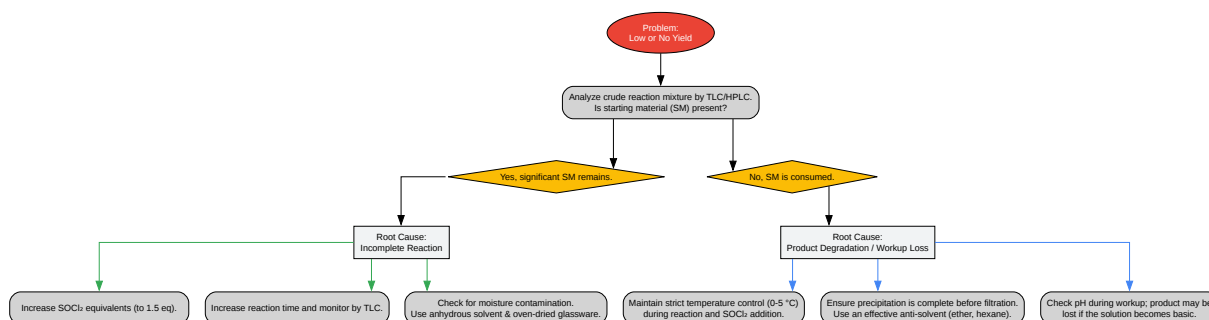 Problem:
Low or No Yield
Analyze crude reaction mixture by TLC/HPLC.
Is starting material (SM) present?
Yes, significant SM remains.
No, SM is consumed.
Root Cause:
Incomplete Reaction
Root Cause:
Product Degradation / Workup Loss
Increase SOCl₂ equivalents (to 1.5 eq).
Increase reaction time and monitor by TLC.
Check for moisture contamination.
Use anhydrous solvent & oven-dried glassware.
Maintain strict temperature control (0-5 °C)
during reaction and SOCl₂ addition.
Ensure precipitation is complete before filtration.
Use an effective anti-solvent (ether, hexane).
Check pH during workup; product may be
lost if the solution becomes basic.